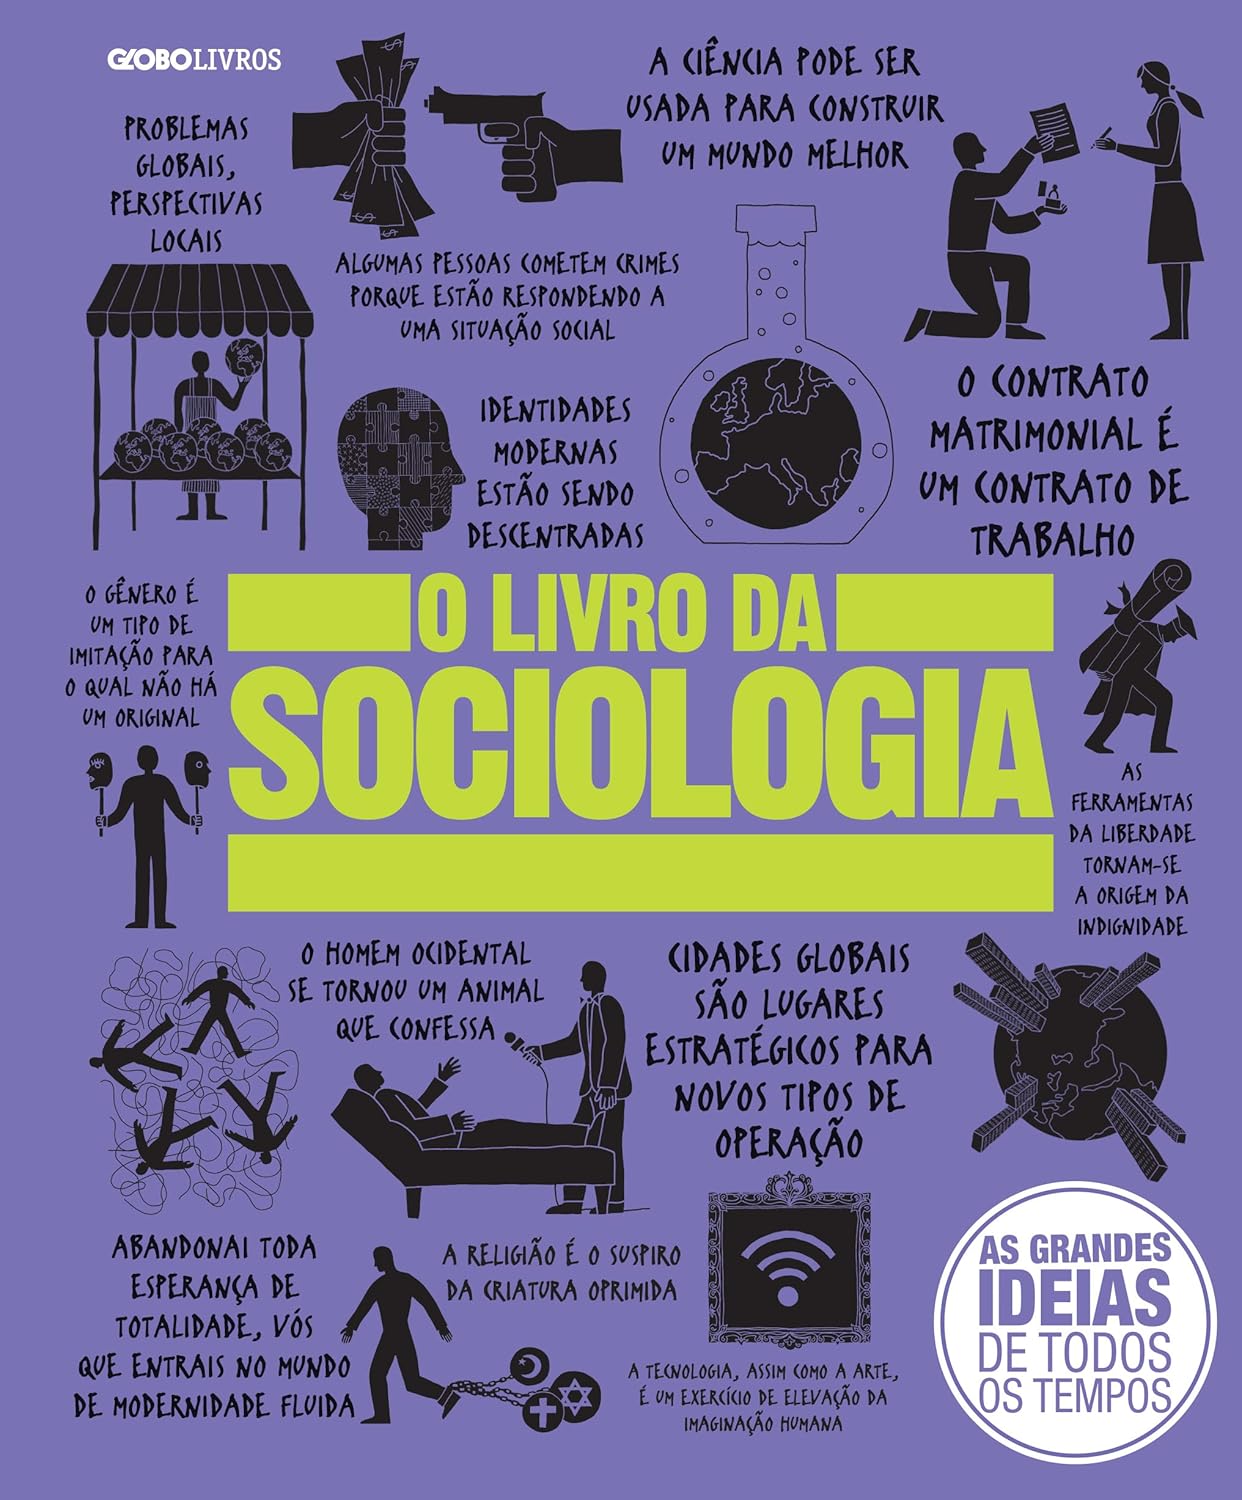 GLOBOLIVROS
PROBLEMAS
GLOBAIS,
PERSPECTIVAS
LOCAIS
A CIÊNCIA PODE SER
USADA PARA CONSTRUIR
UM MUNDO MELHOR
ALGUMAS PESSOAS COMETEM CRIMES
PORQUE ESTÃO RESPONDENDO A
UMA SITUAÇÃO SOCIAL
IDENTIDADES
MODERNAS
ESTÃO SENDO
DESCENTRADAS
O CONTRATO
MATRIMONIAL É
UM CONTRATO DE
TRABALHO
O GÊNERO É
UM TIPO DE
IMITAÇÃO PARA
O QUAL NÃO HÁ
UM ORIGINAL
O LIVRO DA
SOCIOLOGIA
AS
FERRAMENTAS
DA LIBERDADE
TORNAM-SE
A ORIGEM DA
INDIGNIDADE
O HOMEM OCIDENTAL
SE TORNOU UM ANIMAL
QUE CONFESSA
CIDADES GLOBAIS
SÃO LUGARES
ESTRATÉGICOS PARA
NOVOS TIPOS DE
OPERAÇÃO
ABANDONAI TODA
ESPERANÇA DE
TOTALIDADE, VÓS
QUE ENTRAIS NO MUNDO
DE MODERNIDADE FLUIDA
A RELIGIÃO É O SUSPIRO
DA CRIATURA OPRIMIDA
A TECNOLOGIA, ASSIM COMO A ARTE,
É UM EXERCÍCIO DE ELEVAÇÃO DA
IMAGINAÇÃO HUMANA
AS GRANDES
IDEIAS
DE TODOS
OS TEMPOS